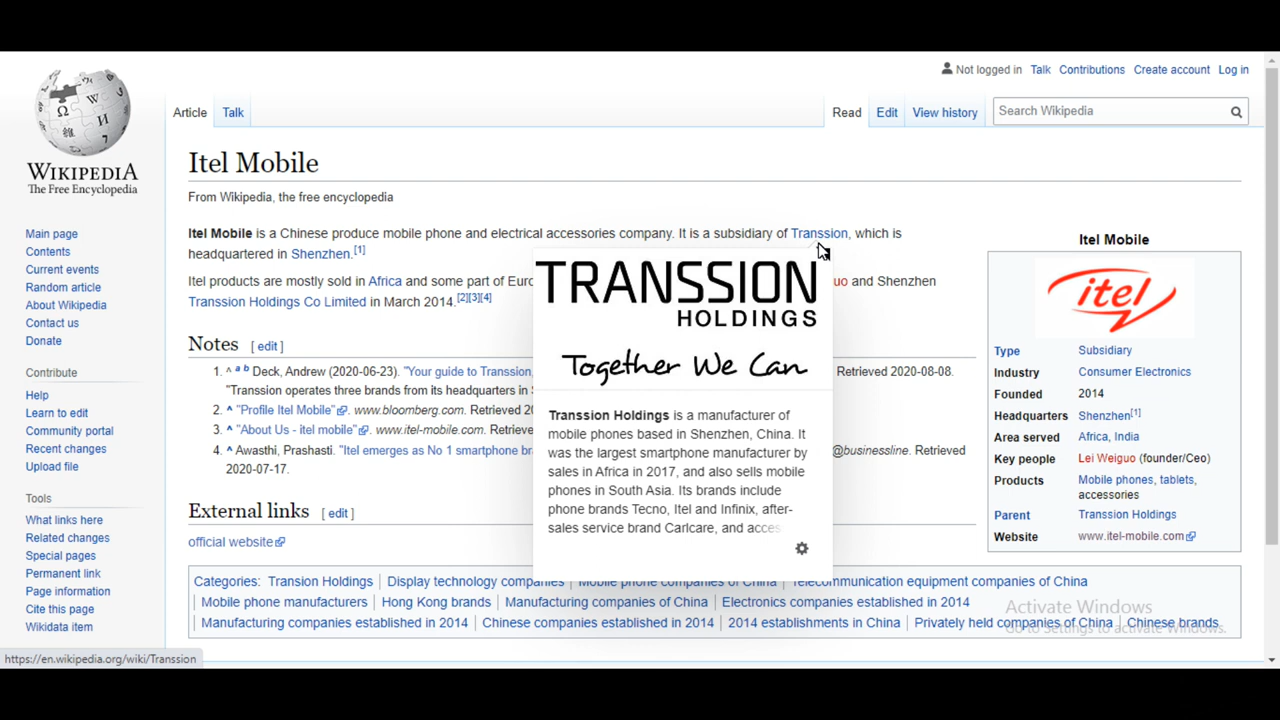 Not logged in Talk Contributions Create account Log in
Article Talk Read Edit View history Search Wikipedia
WIKIPEDIA
The Free Encyclopedia
Main page
Contents
Current events
Random article
About Wikipedia
Contact us
Donate
Contribute
Help
Learn to edit
Community portal
Recent changes
Upload file
Tools
What links here
Related changes
Special pages
Permanent link
Page information
Cite this page
Wikidata item
Itel Mobile
From Wikipedia, the free encyclopedia
Itel Mobile is a Chinese produce mobile phone and electrical accessories company. It is a subsidiary of Transsion, which is
headquartered in Shenzhen.[1]
Itel products are mostly sold in Africa and some part of and Shenzhen
Transsion Holdings Co Limited in March 2014.[2][3][4]
Notes [ edit ]
1. ^ a b Deck, Andrew (2020-06-23). "Your guide to Transsion, Retrieved 2020-08-08.
"Transsion operates three brands from its headquarters in
2. ^ "Profile Itel Mobile". www.bloomberg.com. Retrieved
3. ^ "About Us - itel mobile". www.itel-mobile.com.
4. ^ Awasthi, Prashasti. "Itel emerges as No 1 smartphone @businessline. Retrieved
2020-07-17.
External links [ edit ]
official website
TRANSSION
HOLDINGS
Together We Can
Transsion Holdings is a manufacturer of
mobile phones based in Shenzhen, China. It
was the largest smartphone manufacturer by
sales in Africa in 2017, and also sells mobile
phones in South Asia. Its brands include
phone brands Tecno, Itel and Infinix, after-
sales service brand Carlcare, and
Itel Mobile
itel
Type Subsidiary
Industry Consumer Electronics
Founded 2014
Headquarters Shenzhen[1]
Area served Africa, India
Key people Lei Weiguo (founder/Ceo)
Products Mobile phones, tablets,
accessories
Parent Transsion Holdings
Website www.itel-mobile.com
Categories: Transion Holdings | Display technology companies | Mobile phone companies of China | Telecommunication equipment companies of China
| Mobile phone manufacturers | Hong Kong brands | Manufacturing companies of China | Electronics companies established in 2014
| Manufacturing companies established in 2014 | Chinese companies established in 2014 | 2014 establishments in China | Privately held companies of China | Chinese brands
Activate Windows
Go to Settings to activate Windows.
https://en.wikipedia.org/wiki/Transsion